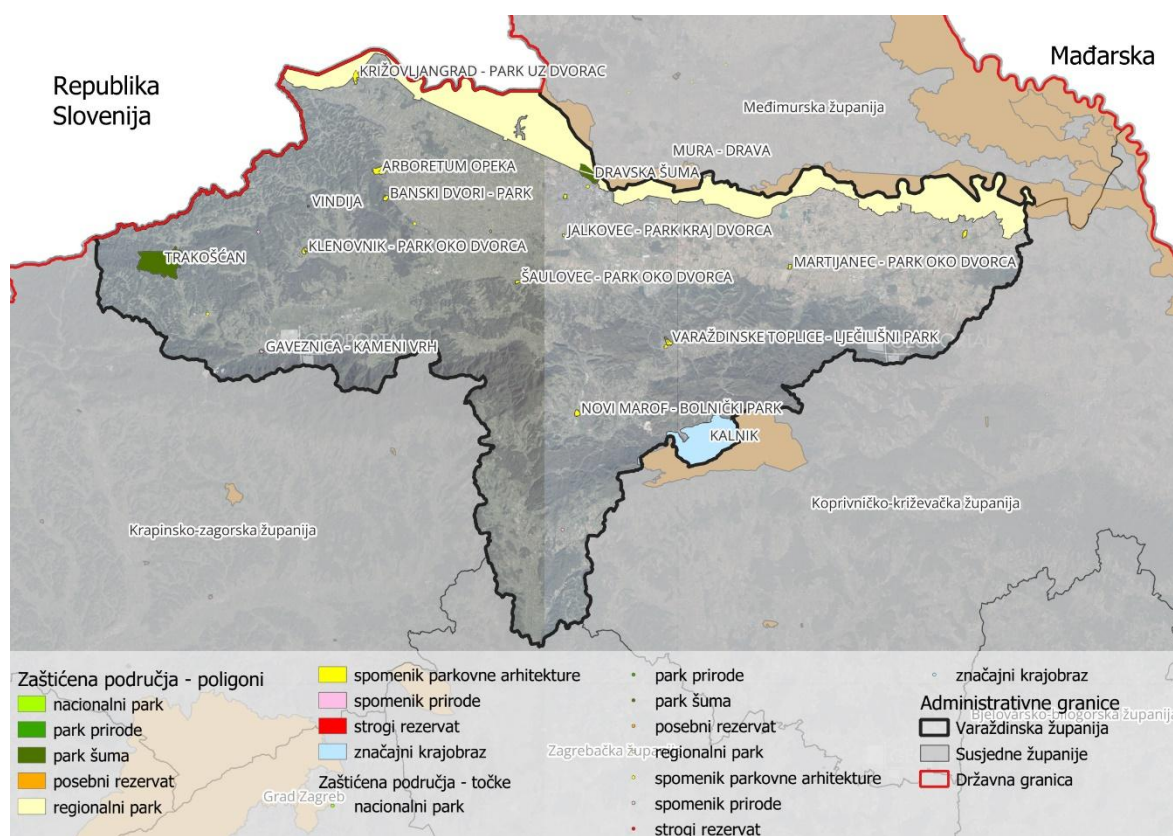 Republika
Slovenija
Mađarska
KRIŽOVLJANGRAD - PARK UZ DVORAC
Međimurska županija
MURA - DRAVA
ARBORETUM OPEKA
DRAVSKA ŠUMA
BANSKI DVORI - PARK
VINDIJA
JALKOVEC - PARK KRAJ DVORCA
KLENOVNIK - PARK OKO DVORCA
TRAKOŠĆAN
MARTIJANEC - PARK OKO DVORCA
ŠAULOVEC - PARK OKO DVORCA
GAVEZNICA - KAMENI VRH
VARAŽDINSKE TOPLICE - LJEČILIŠNI PARK
NOVI MAROF - BOLNIČKI PARK
KALNIK
Krapinsko-zagorska županija
Koprivničko-križevačka županija
Zaštićena područja - poligoni
nacionalni park
park prirode
park šuma
posebni rezervat
regionalni park
spomenik parkovne arhitekture
spomenik prirode
strogi rezervat
značajni krajobraz
Zaštićena područja - točke
nacionalni park
park prirode
park šuma
posebni rezervat
regionalni park
spomenik parkovne arhitekture
spomenik prirode
strogi rezervat
značajni krajobraz
Administrativne granice
Varaždinska županija
Susjedne županije
Državna granica
Bjelovarsko-bilogorska županija
Grad Zagreb